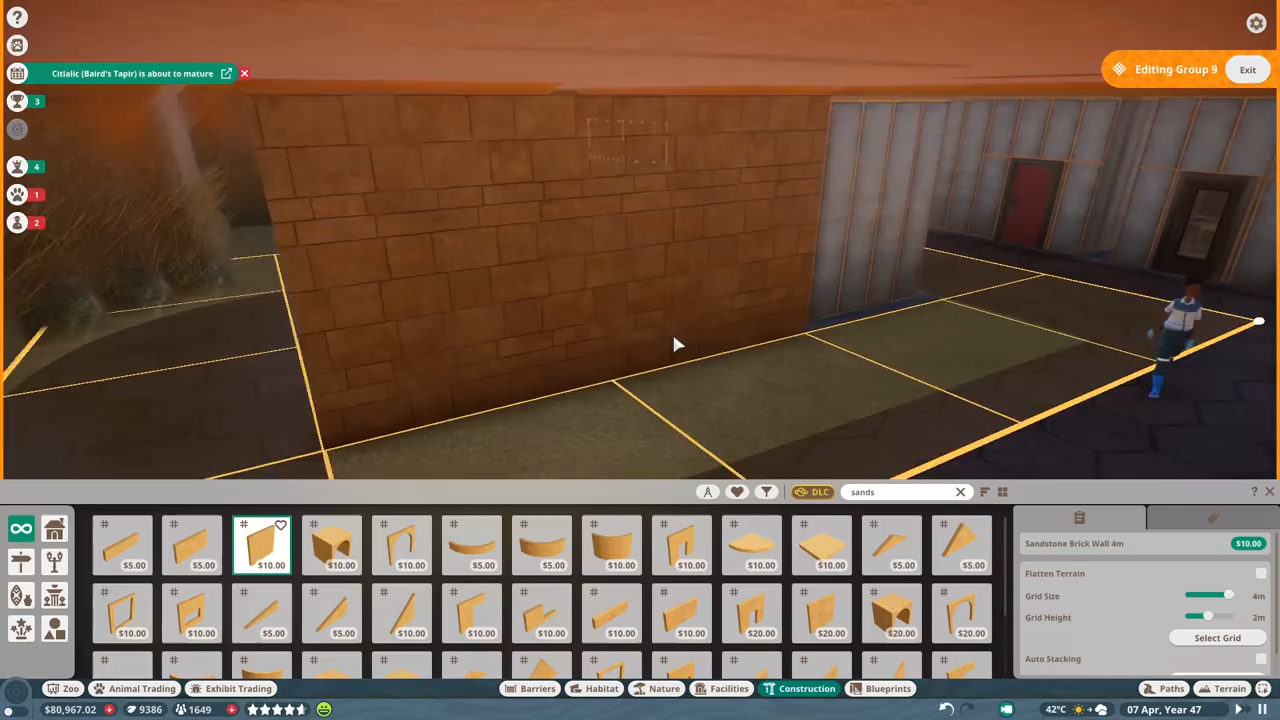 ?
Citlalic (Baird's Tapir) is about to mature
3
4
1
2
Editing Group 9
Exit
DLC
sands
?
$5.00 $5.00 $10.00 $10.00 $10.00 $5.00 $5.00 $10.00 $10.00 $10.00 $10.00 $5.00 $5.00
$10.00 $10.00 $5.00 $5.00 $10.00 $10.00 $10.00 $10.00 $10.00 $20.00 $20.00 $20.00 $20.00
Sandstone Brick Wall 4m $10.00
Flatten Terrain
Grid Size 4m
Grid Height 2m
Select Grid
Auto Stacking
Zoo Animal Trading Exhibit Trading Barriers Habitat Nature Facilities Construction Blueprints Paths Terrain
$80,967.02 9386 1649 42°C 07 Apr, Year 47